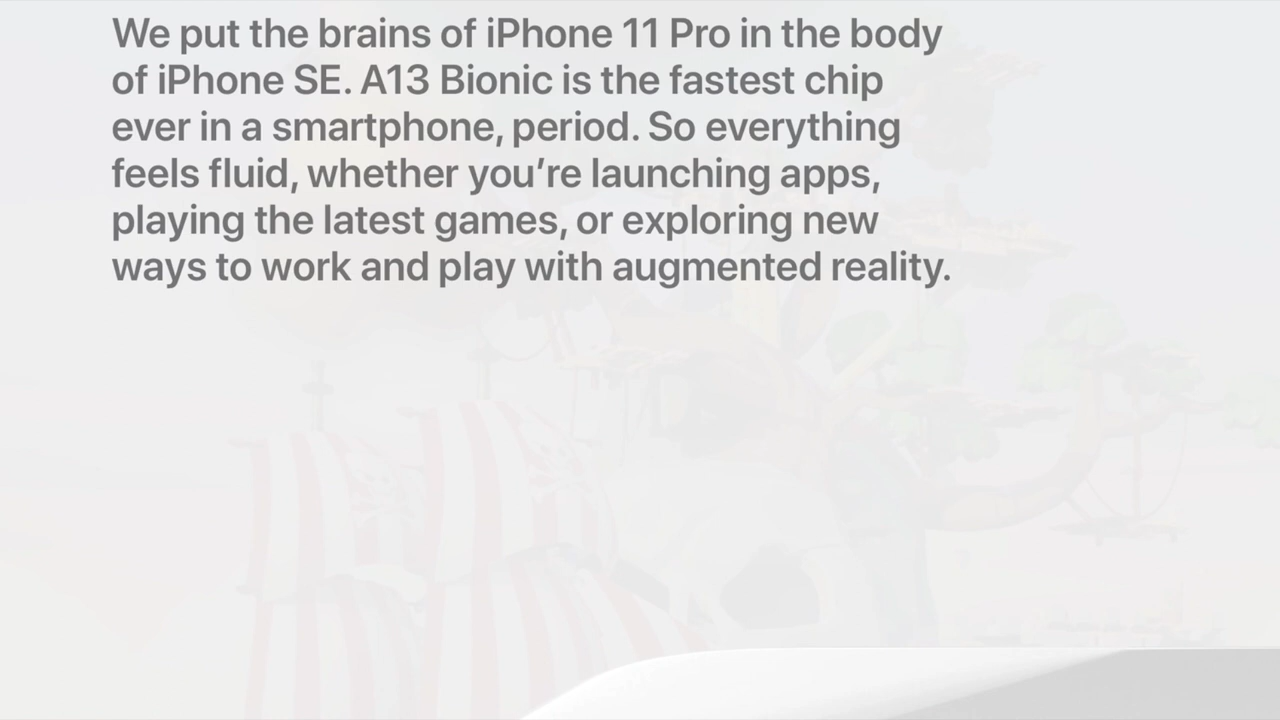 We put the brains of iPhone 11 Pro in the body
of iPhone SE. A13 Bionic is the fastest chip
ever in a smartphone, period. So everything
feels fluid, whether you’re launching apps,
playing the latest games, or exploring new
ways to work and play with augmented reality.